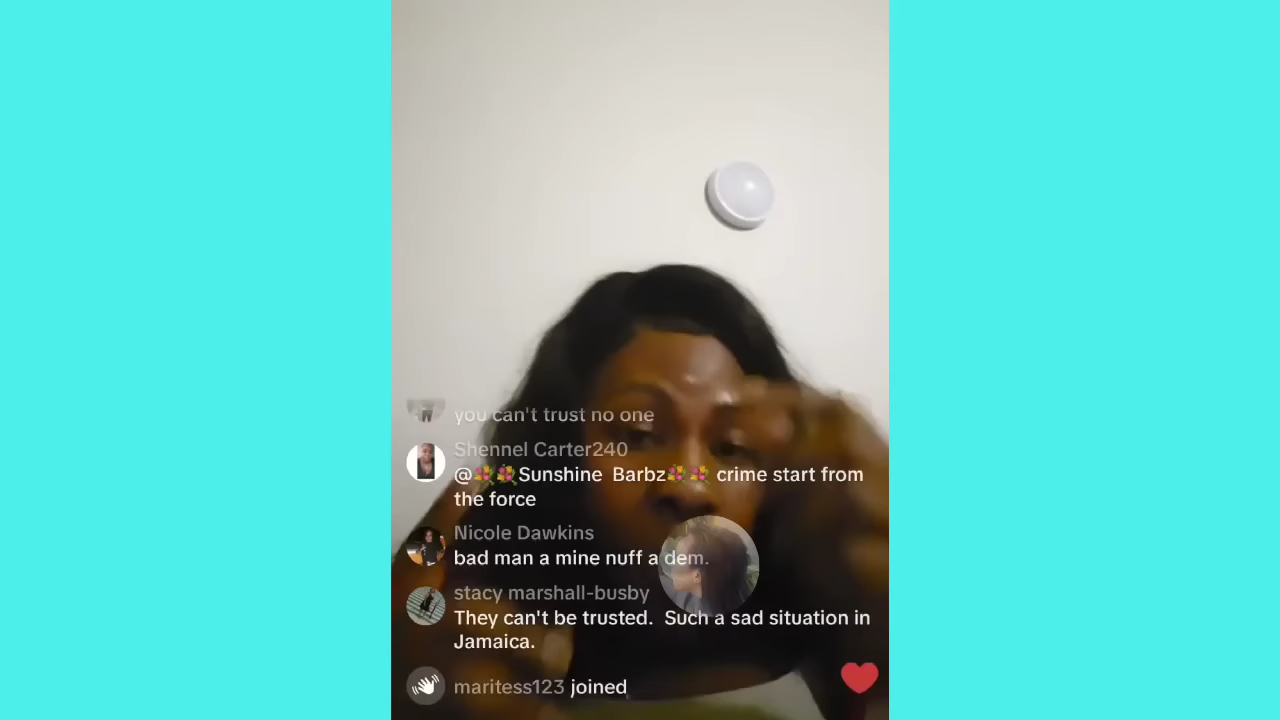 you can't trust no one
Shennel Carter240
@💐💐Sunshine Barbz💐💐 crime start from
the force
Nicole Dawkins
bad man a mine nuff a dem.
stacy marshall-busby
They can't be trusted. Such a sad situation in
Jamaica.
maritess123 joined